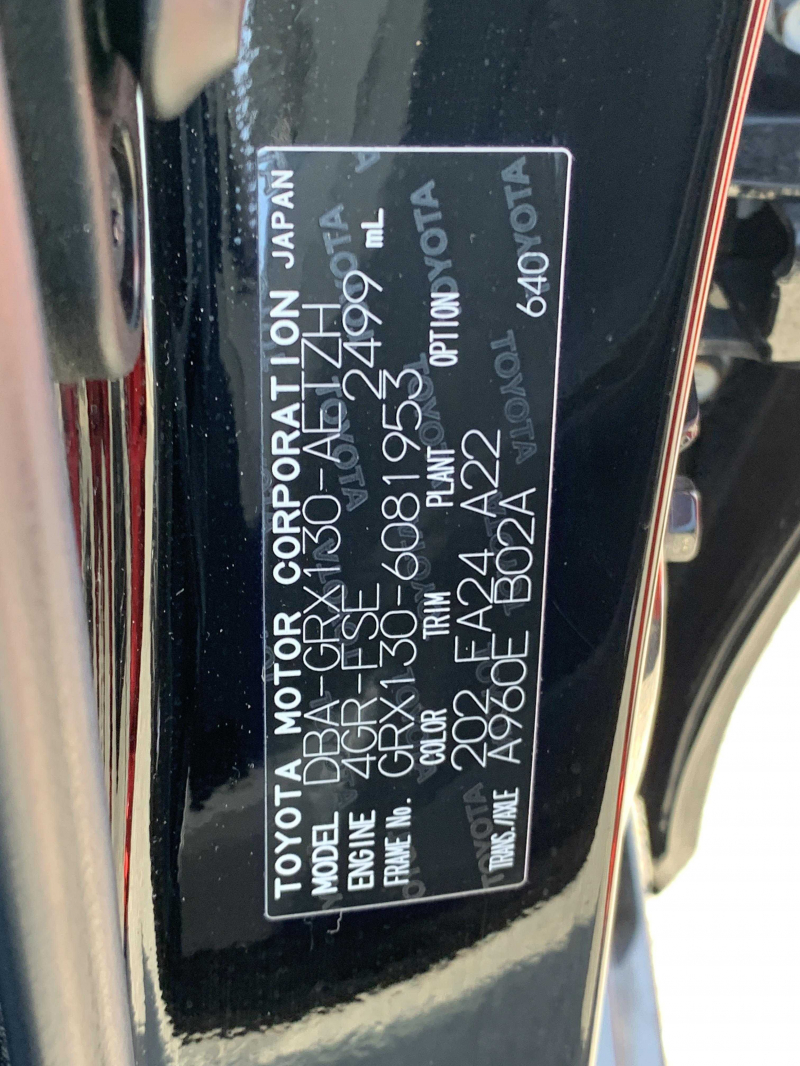 TOYOTA MOTOR CORPORATION JAPAN
MODEL DBA-GRX130-AETZH
ENGINE 4GR-FSE 2499 mL
FRAME No. GRX130-6081953
COLOR TRIM PLANT OPTION
202 FA24 A22
TRANS./AXLE A960E B02A 640